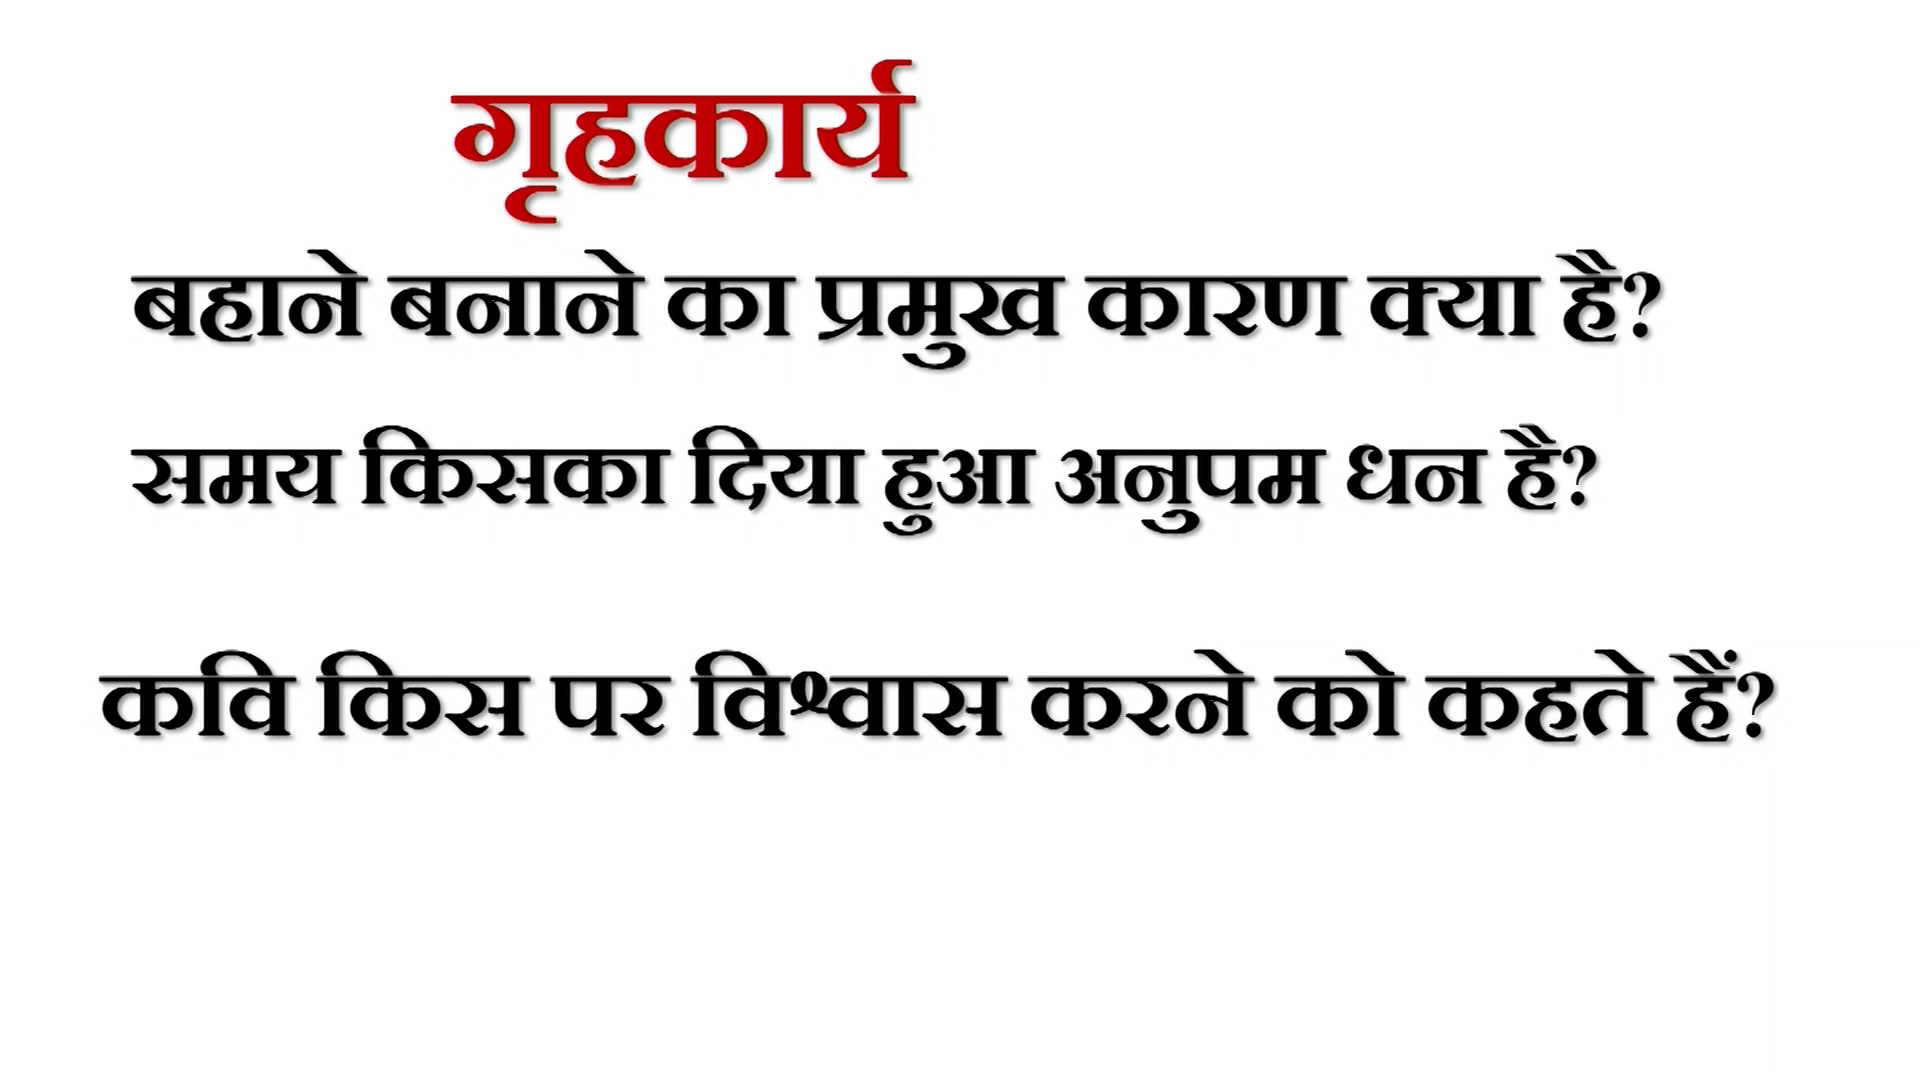 गृहकार्य
बहाने बनाने का प्रमुख कारण क्या है?
समय किसका दिया हुआ अनुपम धन है?
कवि किस पर विश्वास करने को कहते हैं?